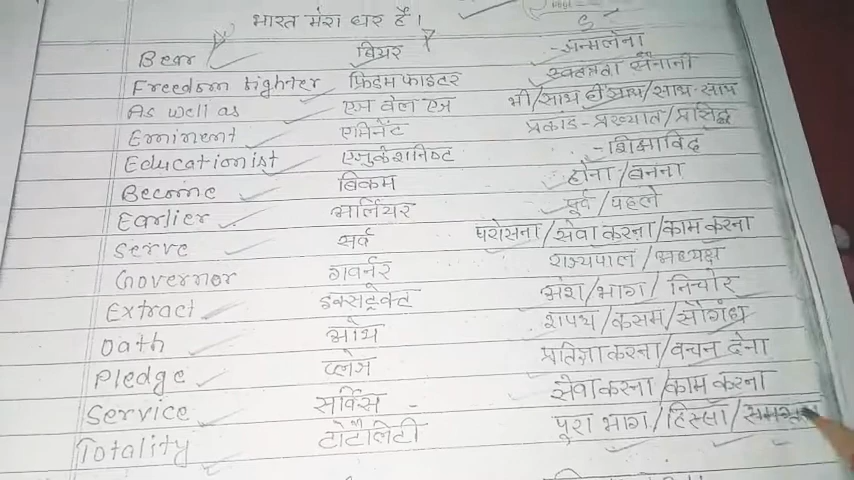 भारत मेरा घर है।
Bear बियर - जन्मलेना
Freedom fighter फ्रिडम फाइटर स्वतंत्रता सेनानी
As well as एज वेल एज भी/साथ ही साथ/साथ-साथ
Eminent एमिनेंट प्रकांड-प्रख्यात/प्रसिद्ध
Educationist एजुकेशनिष्ट - शिक्षाविद
Become बिकम होना/बनना
Earlier अर्लियर पूर्व/पहले
Serve सर्व परोसना/सेवा करना/काम करना
Governor गवर्नर राज्यपाल/अध्यक्ष
Extract इक्सट्रेक्ट अंश/भाग/निचोर
Oath ओथ शपथ/कसम/सौगंध
Pledge प्लेज प्रतिज्ञा करना/वचन देना
Service सर्विस - सेवा करना/काम करना
Totality टोटैलिटी पूरा भाग/हिस्सा/